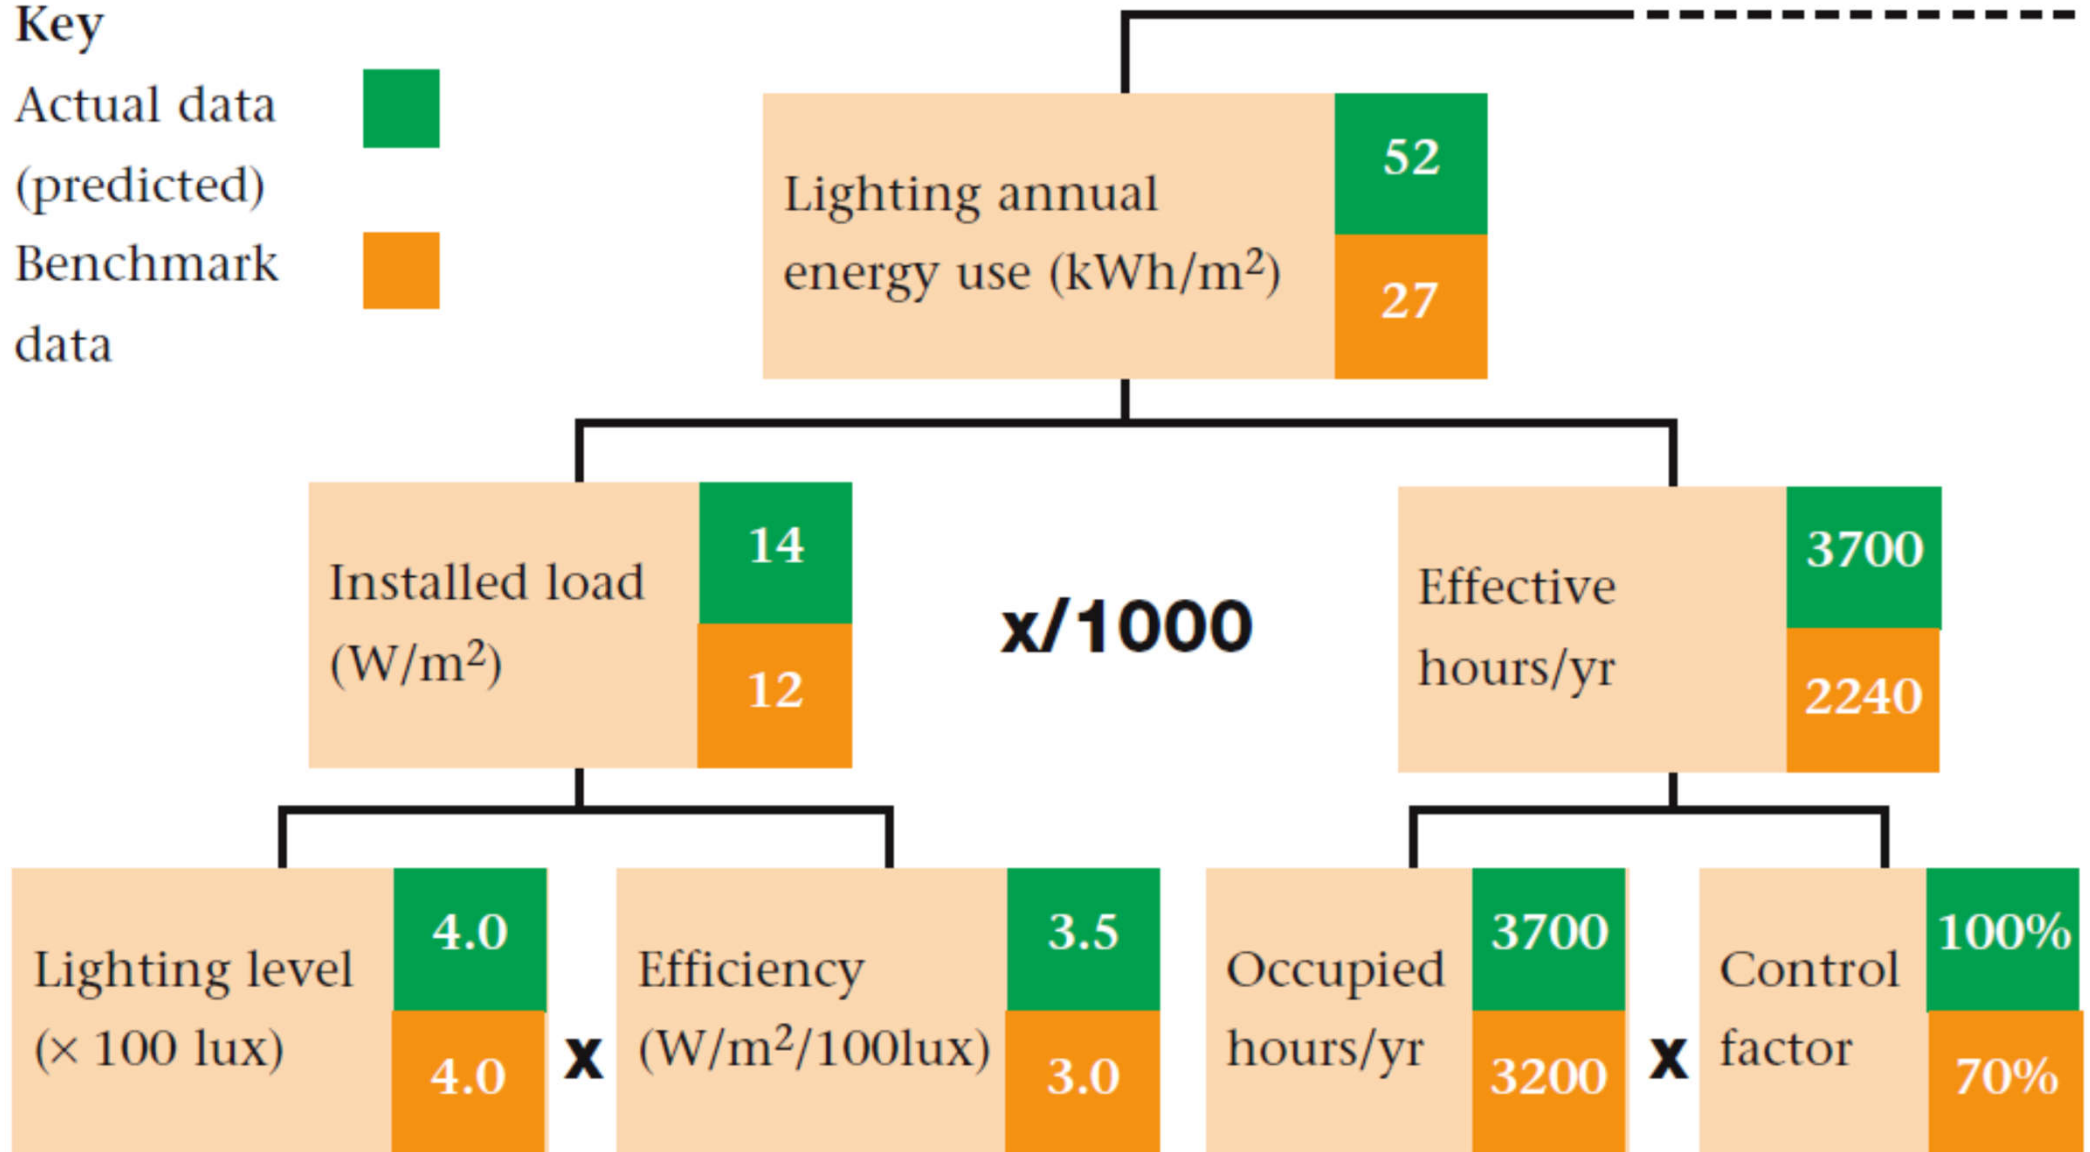 Key
Actual data
(predicted)
Benchmark
data
Lighting annual
energy use (kWh/m²)
52
27
Installed load
(W/m²)
14
12
x/1000
Effective
hours/yr
3700
2240
Lighting level
(× 100 lux)
4.0
4.0
x
Efficiency
(W/m²/100lux)
3.5
3.0
Occupied
hours/yr
3700
3200
x
Control
factor
100%
70%